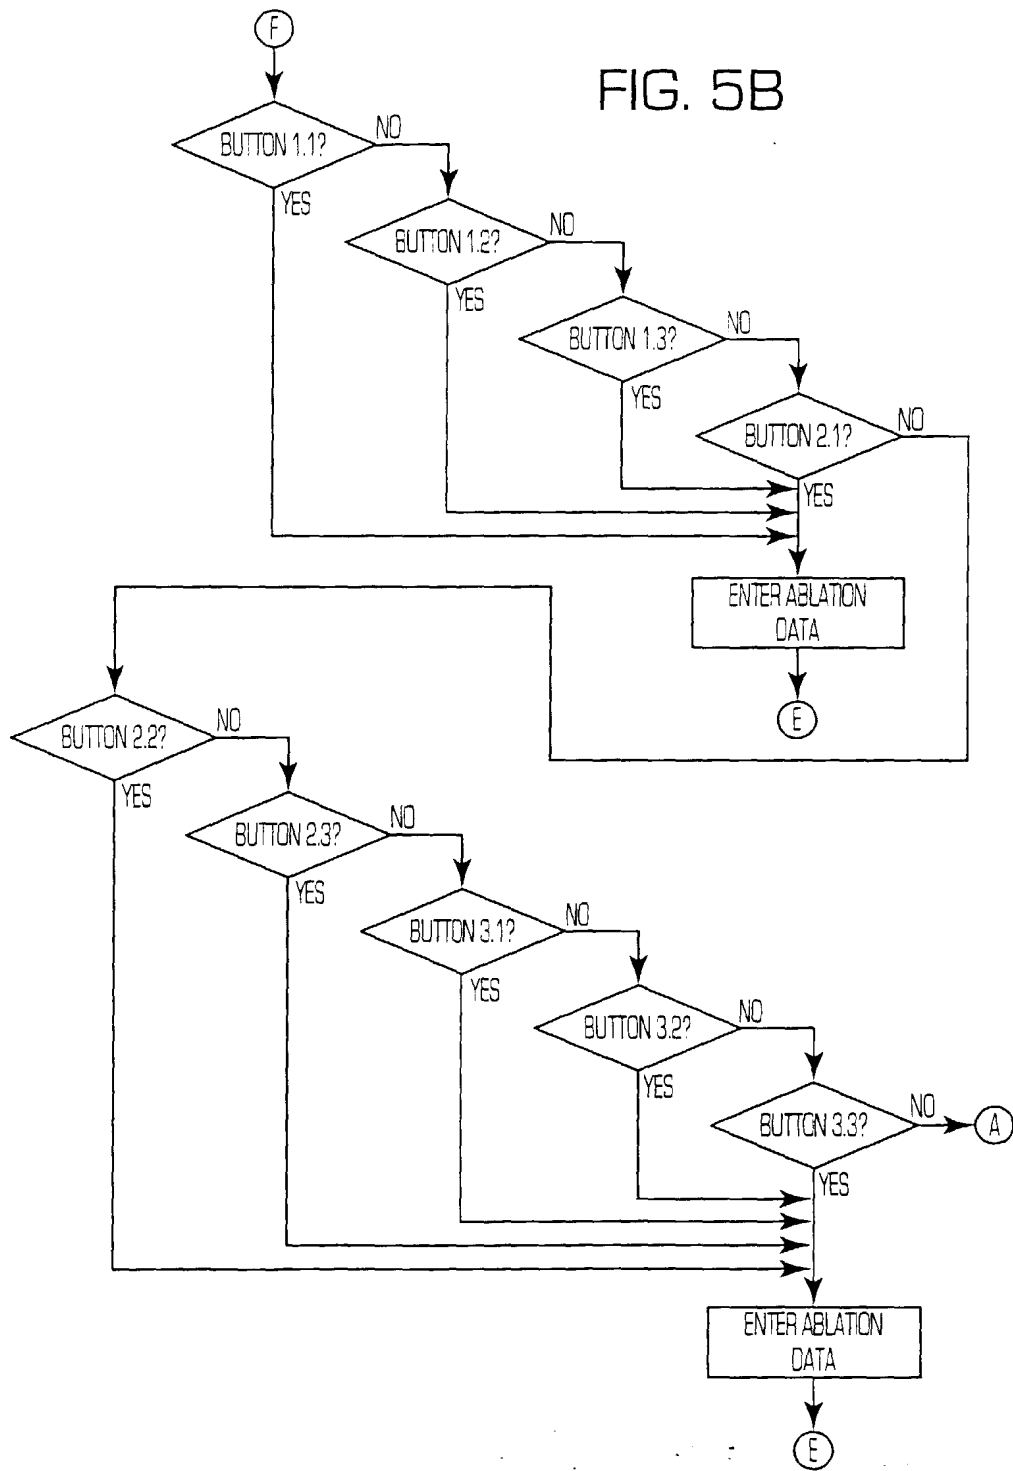 F
FIG. 5B
BUTTON 1.1?
NO
YES
BUTTON 1.2?
NO
YES
BUTTON 1.3?
NO
YES
BUTTON 2.1?
NO
YES
ENTER ABLATION
DATA
E
BUTTON 2.2?
NO
YES
BUTTON 2.3?
NO
YES
BUTTON 3.1?
NO
YES
BUTTON 3.2?
NO
YES
BUTTON 3.3?
NO
A
YES
ENTER ABLATION
DATA
E